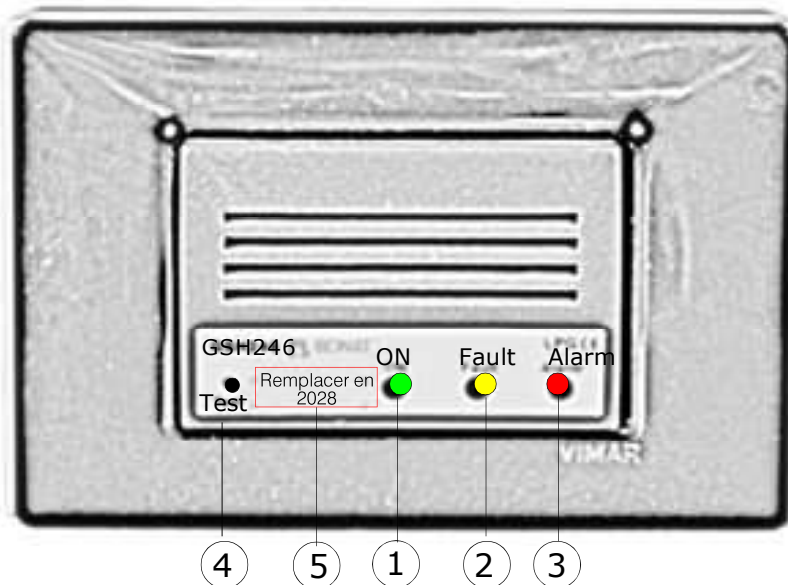 GSH246
ON
Fault
Alarm
Test
Remplacer en
2028
VIMAR
4
5
1
2
3